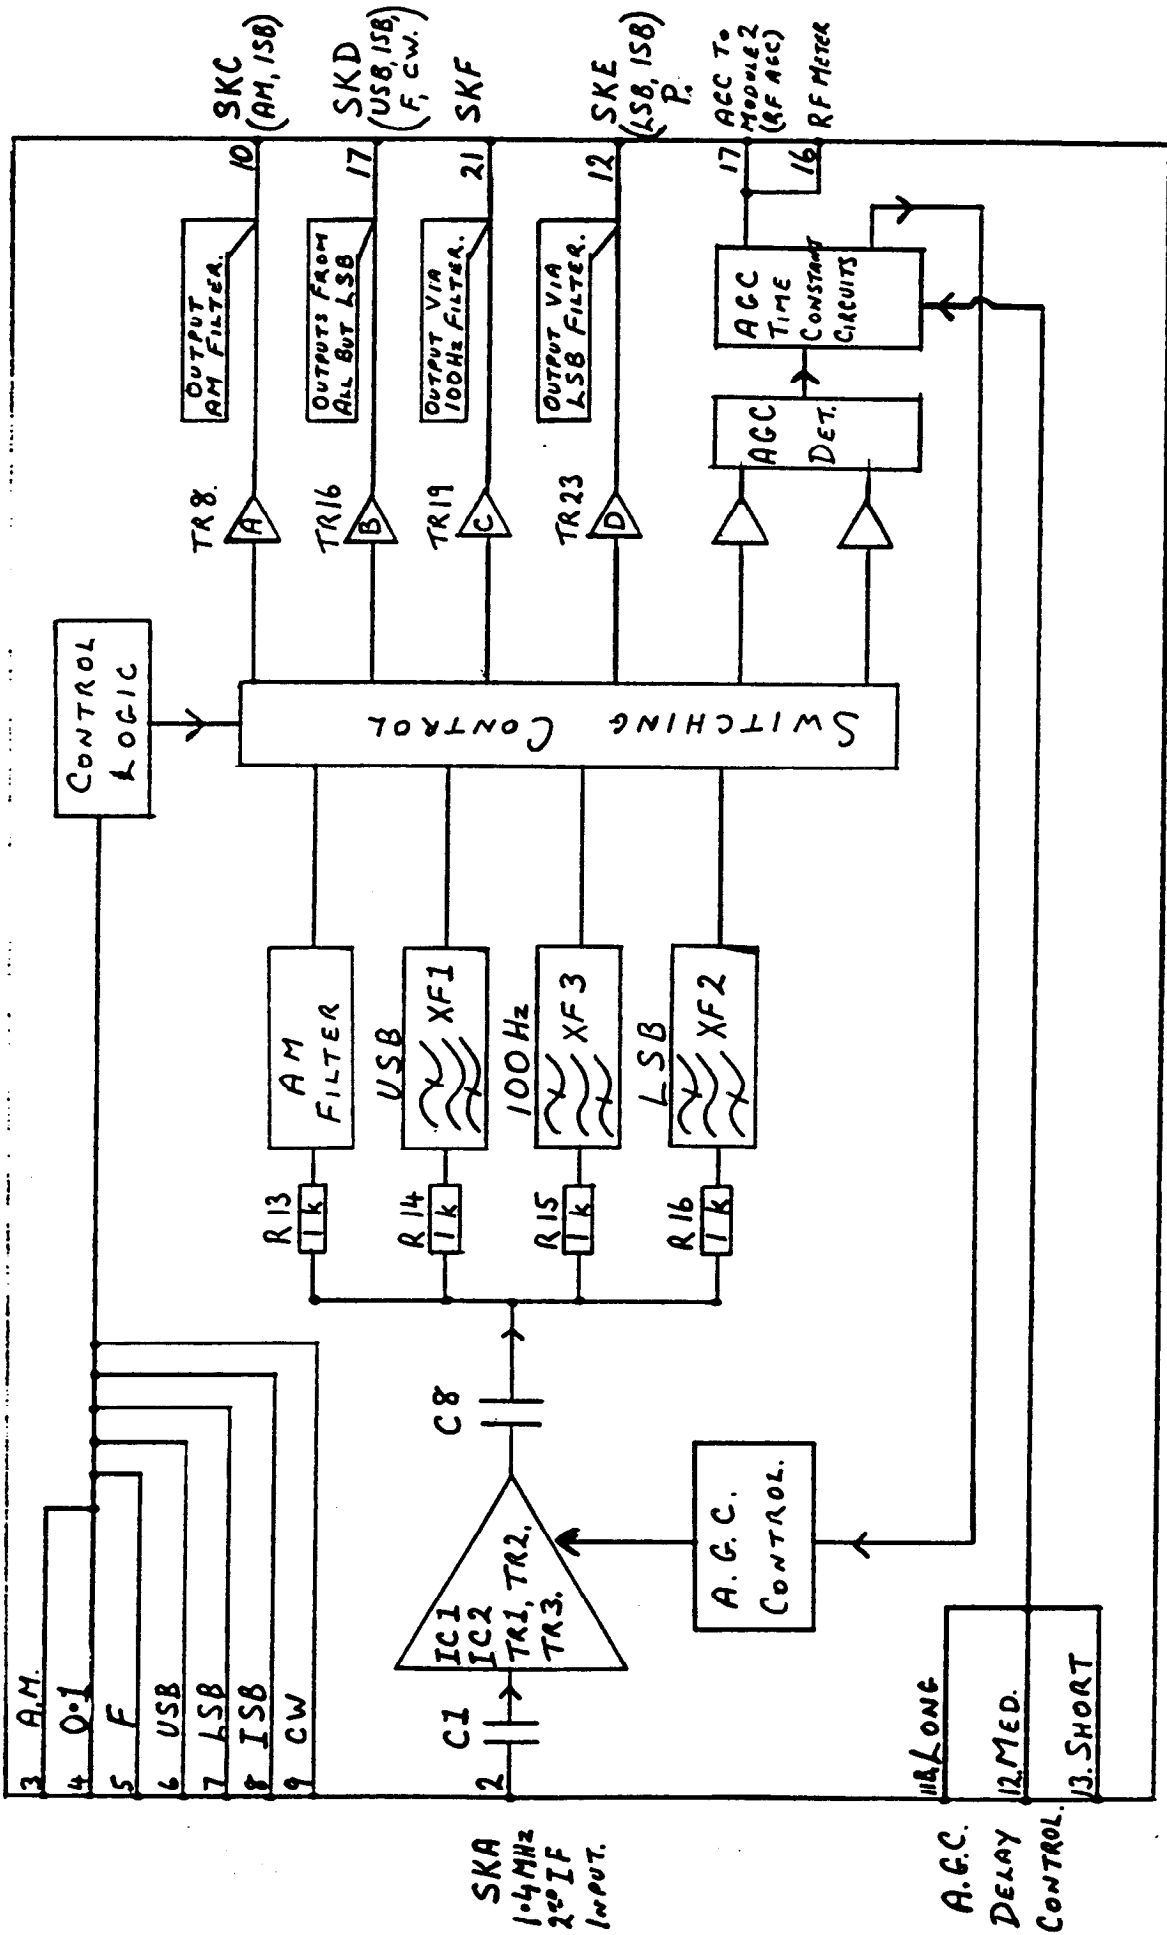 3 A.M.
4 0.1
5 F
6 USB
7 LSB
8 ISB
9 CW
CONTROL
LOGIC
SKA
1.4MHz
2ND IF
INPUT.
2
C1
IC1
IC2
TR1, TR2.
TR3.
C8
A.G.C.
CONTROL.
R13
1k
R14
1k
R15
1k
R16
1k
AM
FILTER
USB
XF1
100Hz
XF3
LSB
XF2
SWITCHING CONTROL
TR8.
A
TR16
B
TR19
C
TR23
D
OUTPUT
AM FILTER.
OUTPUTS FROM
ALL BUT LSB
OUTPUT VIA
100Hz FILTER.
OUTPUT VIA
LSB FILTER.
AGC
DET.
AGC
TIME
CONSTANT
CIRCUITS
10
SKC
(AM, ISB)
17
SKD
(USB, ISB,
F, CW.)
21
SKF
12
SKE
(LSB, ISB)
P.
17
AGC TO
MODULE 2
(RF AGC)
16
RF METER
A.G.C.
DELAY
CONTROL.
LONG
12. MED.
13. SHORT